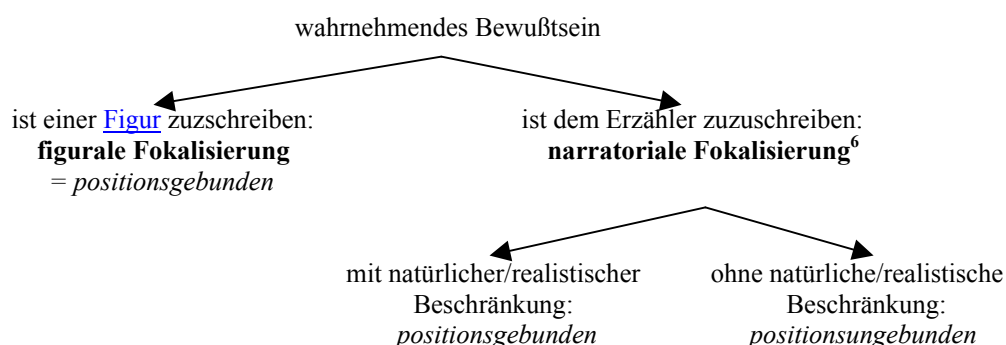 wahrnehmendes Bewußtsein
ist einer Figur zuzschreiben:
figurale Fokalisierung
= positionsgebunden
ist dem Erzähler zuzuschreiben:
narratoriale Fokalisierung⁶
mit natürlicher/realistischer
Beschränkung:
positionsgebunden
ohne natürliche/realistische
Beschränkung:
positionsungebunden